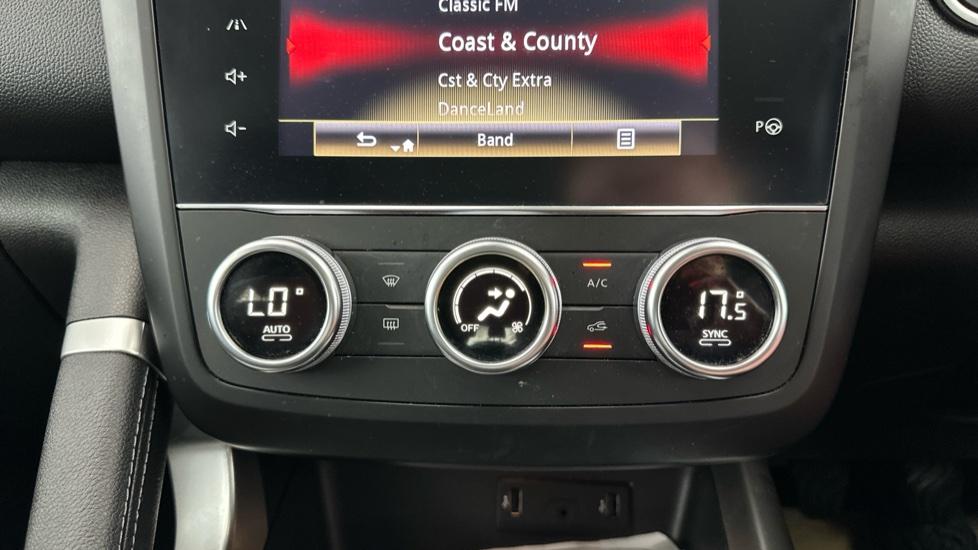 Classic FM
Coast & County
Cst & Cty Extra
DanceLand
Band
P
LO°
AUTO
OFF
A/C
17.5°
SYNC